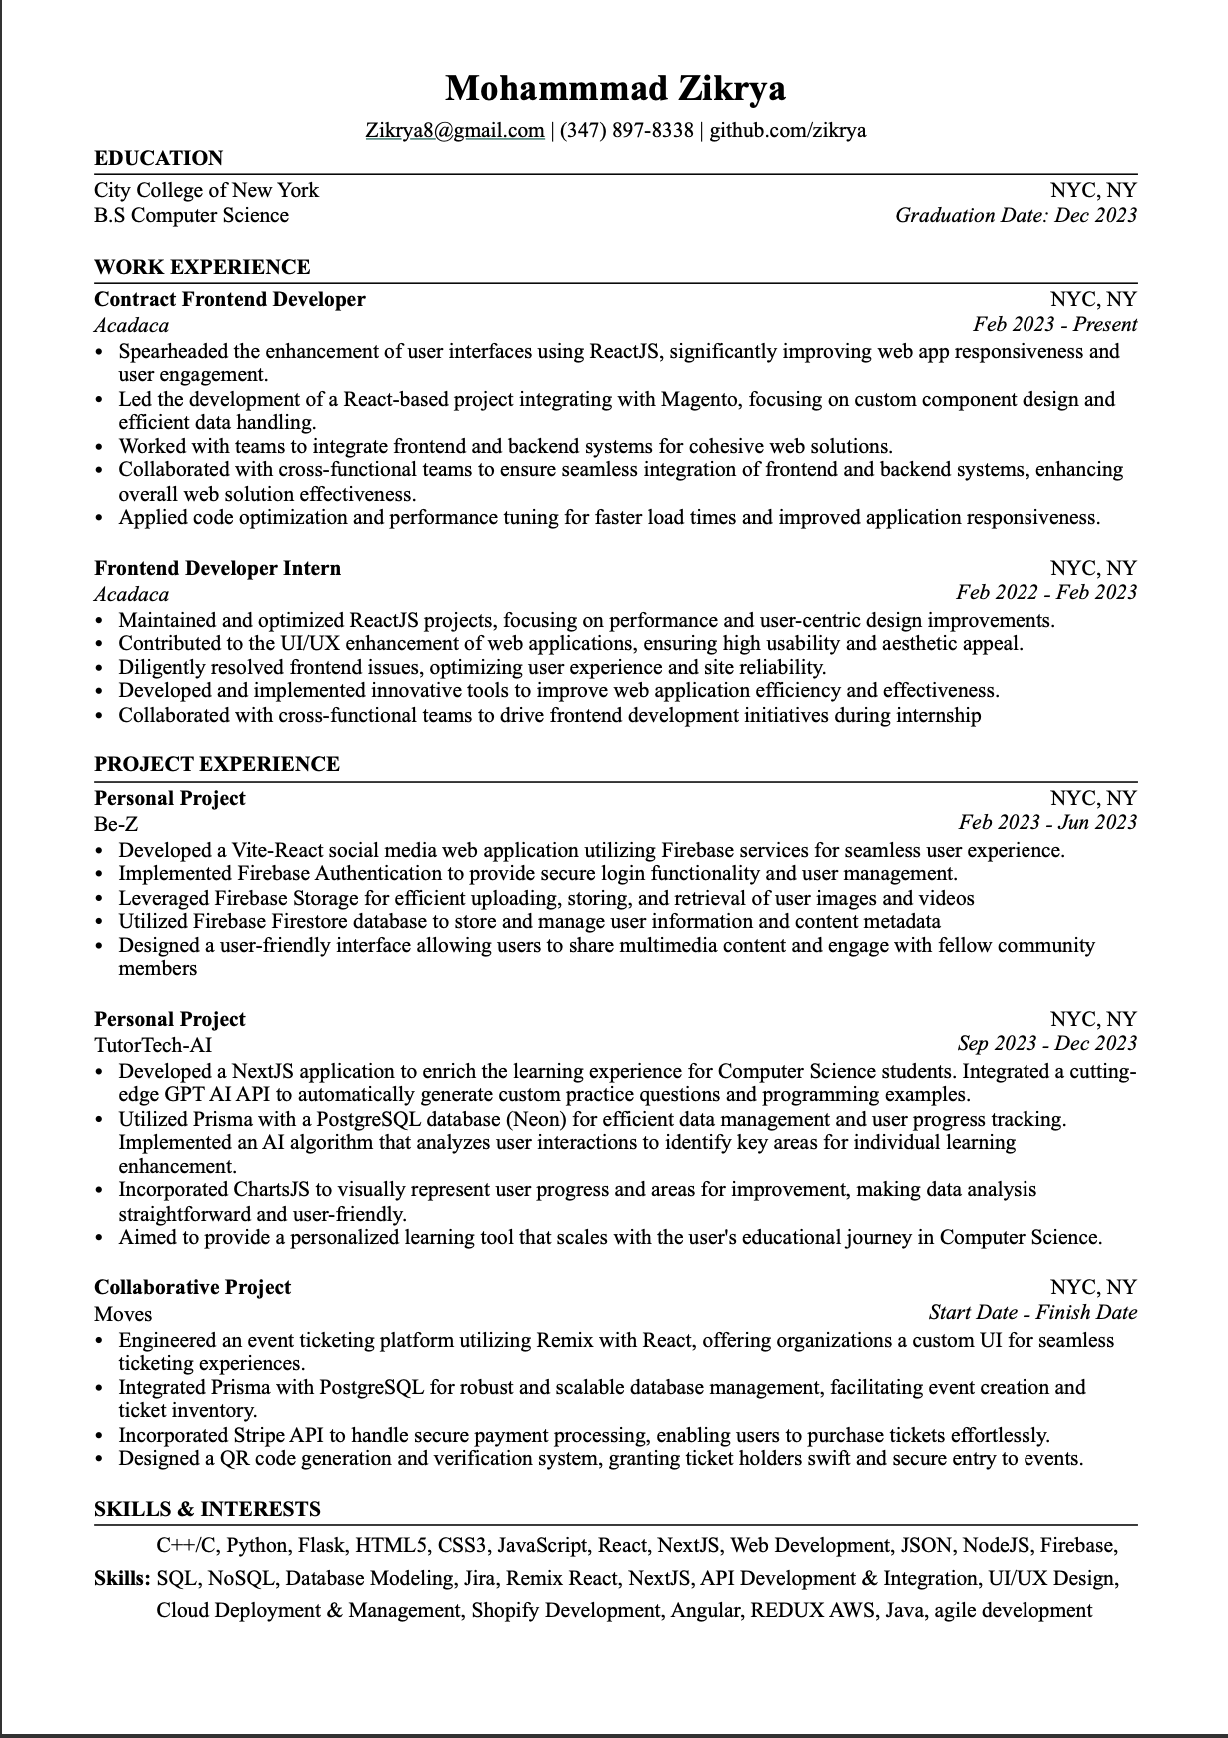 Mohammmad Zikrya
Zikrya8@gmail.com | (347) 897-8338 | github.com/zikrya
EDUCATION
City College of New York NYC, NY
B.S Computer Science Graduation Date: Dec 2023
WORK EXPERIENCE
Contract Frontend Developer NYC, NY
Acadaca Feb 2023 - Present
• Spearheaded the enhancement of user interfaces using ReactJS, significantly improving web app responsiveness and
user engagement.
• Led the development of a React-based project integrating with Magento, focusing on custom component design and
efficient data handling.
• Worked with teams to integrate frontend and backend systems for cohesive web solutions.
• Collaborated with cross-functional teams to ensure seamless integration of frontend and backend systems, enhancing
overall web solution effectiveness.
• Applied code optimization and performance tuning for faster load times and improved application responsiveness.
Frontend Developer Intern NYC, NY
Acadaca Feb 2022 - Feb 2023
• Maintained and optimized ReactJS projects, focusing on performance and user-centric design improvements.
• Contributed to the UI/UX enhancement of web applications, ensuring high usability and aesthetic appeal.
• Diligently resolved frontend issues, optimizing user experience and site reliability.
• Developed and implemented innovative tools to improve web application efficiency and effectiveness.
• Collaborated with cross-functional teams to drive frontend development initiatives during internship
PROJECT EXPERIENCE
Personal Project NYC, NY
Be-Z Feb 2023 - Jun 2023
• Developed a Vite-React social media web application utilizing Firebase services for seamless user experience.
• Implemented Firebase Authentication to provide secure login functionality and user management.
• Leveraged Firebase Storage for efficient uploading, storing, and retrieval of user images and videos
• Utilized Firebase Firestore database to store and manage user information and content metadata
• Designed a user-friendly interface allowing users to share multimedia content and engage with fellow community
members
Personal Project NYC, NY
TutorTech-AI Sep 2023 - Dec 2023
• Developed a NextJS application to enrich the learning experience for Computer Science students. Integrated a cutting-
edge GPT AI API to automatically generate custom practice questions and programming examples.
• Utilized Prisma with a PostgreSQL database (Neon) for efficient data management and user progress tracking.
Implemented an AI algorithm that analyzes user interactions to identify key areas for individual learning
enhancement.
• Incorporated ChartsJS to visually represent user progress and areas for improvement, making data analysis
straightforward and user-friendly.
• Aimed to provide a personalized learning tool that scales with the user's educational journey in Computer Science.
Collaborative Project NYC, NY
Moves Start Date - Finish Date
• Engineered an event ticketing platform utilizing Remix with React, offering organizations a custom UI for seamless
ticketing experiences.
• Integrated Prisma with PostgreSQL for robust and scalable database management, facilitating event creation and
ticket inventory.
• Incorporated Stripe API to handle secure payment processing, enabling users to purchase tickets effortlessly.
• Designed a QR code generation and verification system, granting ticket holders swift and secure entry to events.
SKILLS & INTERESTS
C++/C, Python, Flask, HTML5, CSS3, JavaScript, React, NextJS, Web Development, JSON, NodeJS, Firebase,
Skills: SQL, NoSQL, Database Modeling, Jira, Remix React, NextJS, API Development & Integration, UI/UX Design,
Cloud Deployment & Management, Shopify Development, Angular, REDUX AWS, Java, agile development